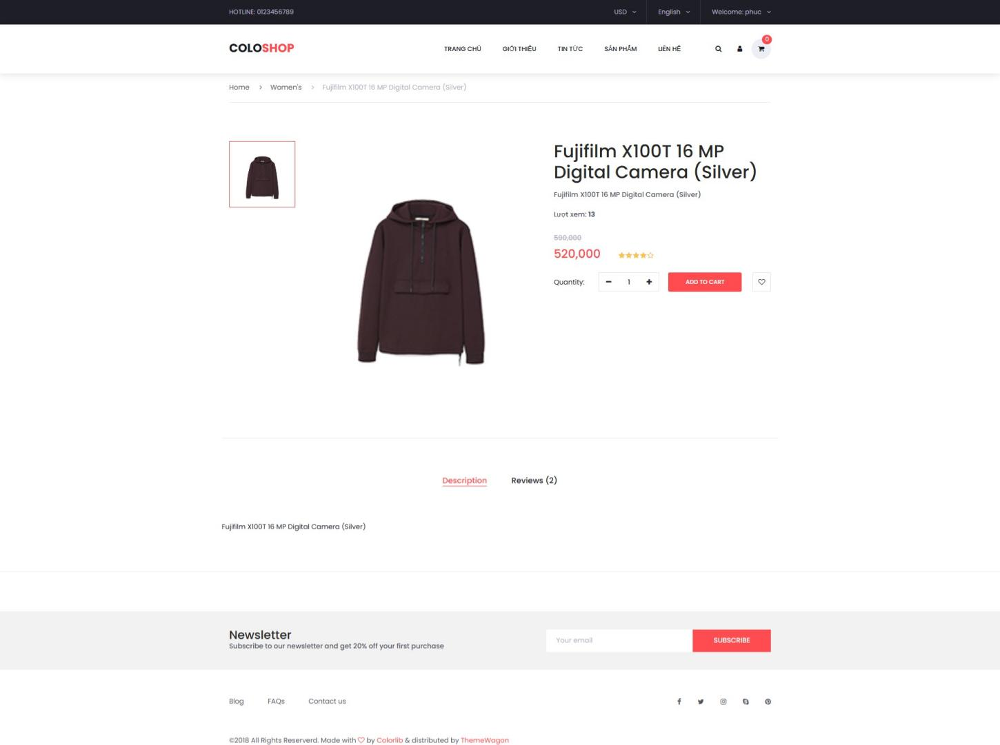 HOTLINE: 0123456789
USD
English
Welcome: phuc
COLOSHOP
TRANG CHỦ
GIỚI THIỆU
TIN TỨC
SẢN PHẨM
LIÊN HỆ
0
Home > Women's > Fujifilm X100T 16 MP Digital Camera (Silver)
Fujifilm X100T 16 MP
Digital Camera (Silver)
Fujifilm X100T 16 MP Digital Camera (Silver)
Lượt xem: 13
590,000
520,000
Quantity:
1
ADD TO CART
Description
Reviews (2)
Fujifilm X100T 16 MP Digital Camera (Silver)
Newsletter
Subscribe to our newsletter and get 20% off your first purchase
Your email
SUBSCRIBE
Blog
FAQs
Contact us
©2018 All Rights Reserverd. Made with ♡ by Colorlib & distributed by ThemeWagon